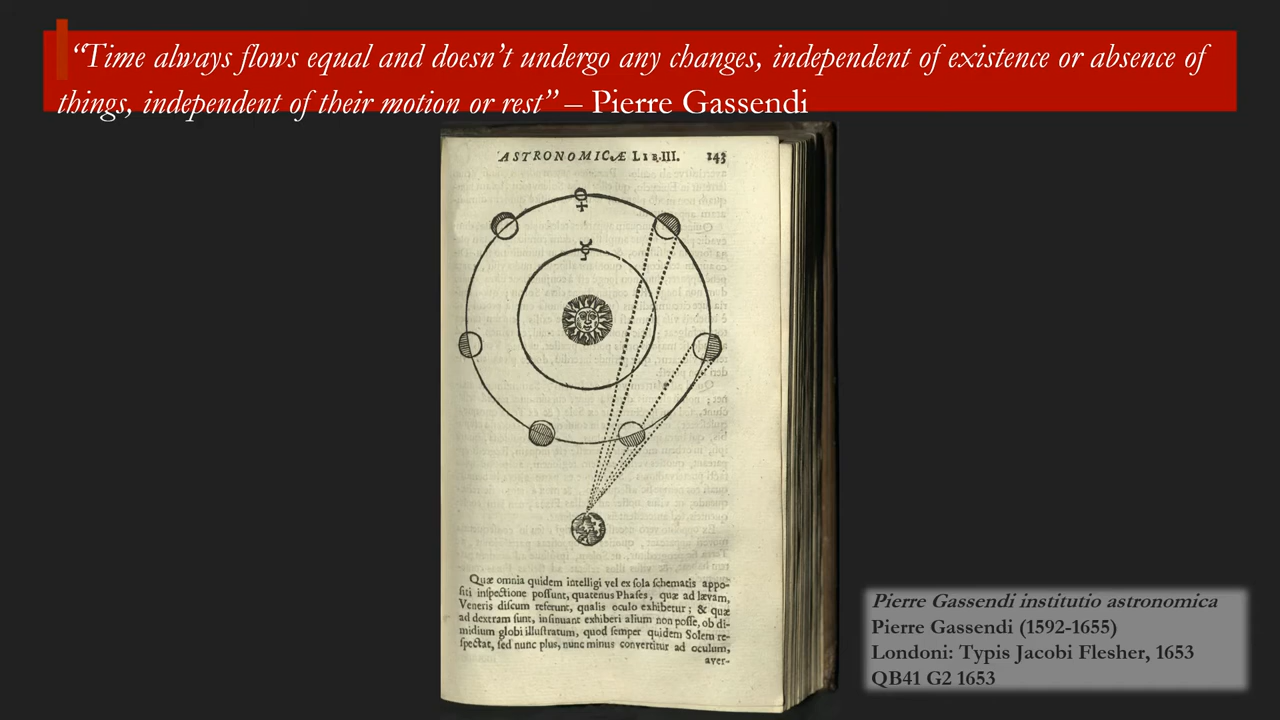 “Time always flows equal and doesn’t undergo any changes, independent of existence or absence of
things, independent of their motion or rest” – Pierre Gassendi
ASTRONOMICÆ LIB.III. 143
Quæ omnia quidem intelligi vel ex ſola ſchematis appo-
ſiti inſpectione poſſunt, quatenus Phaſes, quæ ad lævam,
Veneris diſcum referunt, qualis oculo exhibetur; & quæ
ad dextram ſunt, inſinuant exhiberi alium non poſſe, ob di-
midium globi illuſtratum, quod ſemper quidem Solem re-
ſpectat, ſed nunc plus, nunc minus convertitur ad oculum,
aver-
Pierre Gassendi institutio astronomica
Pierre Gassendi (1592-1655)
Londoni: Typis Jacobi Flesher, 1653
QB41 G2 1653